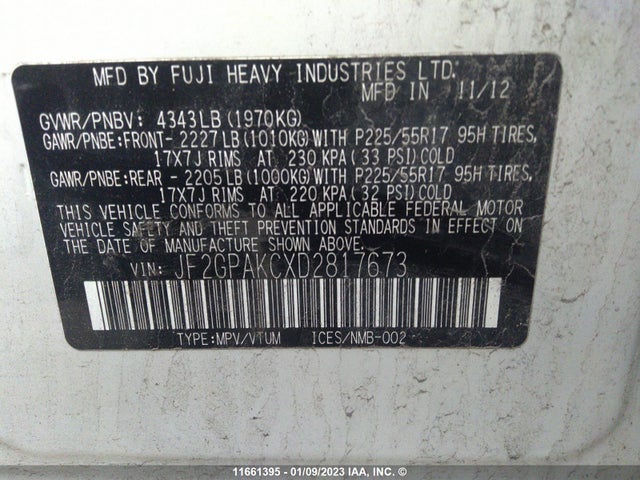 MFD BY FUJI HEAVY INDUSTRIES LTD.
MFD IN 11/12
GVWR/PNBV: 4343LB(1970KG)
GAWR/PNBE:FRONT- 2227LB(1010KG)WITH P225/55R17 95H TIRES,
17X7J RIMS AT 230 KPA(33 PSI)COLD
GAWR/PNBE:REAR - 2205LB(1000KG)WITH P225/55R17 95H TIRES,
17X7J RIMS AT 220 KPA(32 PSI)COLD
THIS VEHICLE CONFORMS TO ALL APPLICABLE FEDERAL MOTOR
VEHICLE SAFETY AND THEFT PREVENTION STANDARDS IN EFFECT ON
THE DATE OF MANUFACTURE SHOWN ABOVE.
VIN: JF2GPAKCXD2817673
TYPE:MPV/VTUM ICES/NMB-002
11661395 - 01/09/2023 IAA, INC. ©